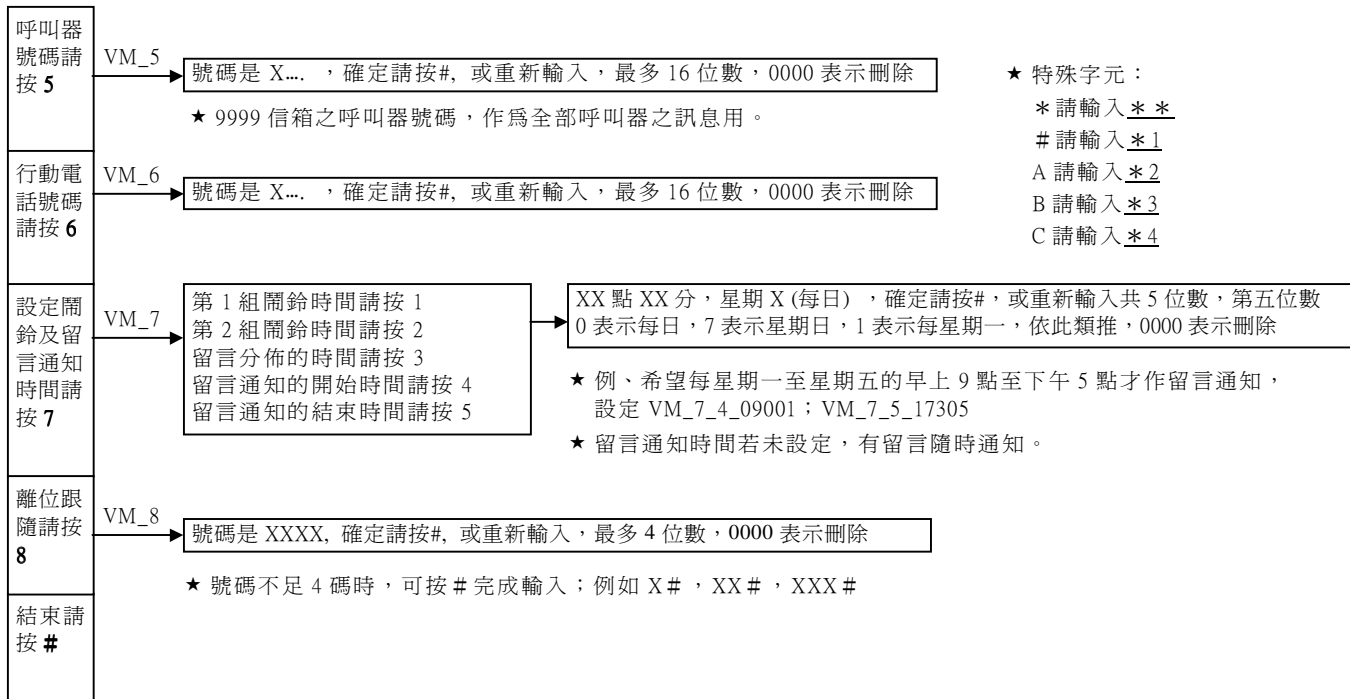 呼叫器
號碼請
按 5
VM_5
號碼是 X…. ，確定請按#, 或重新輸入，最多 16 位數，0000 表示刪除
★ 9999 信箱之呼叫器號碼，作為全部呼叫器之訊息用。
★ 特殊字元：
＊請輸入＊＊
＃請輸入＊1
A 請輸入＊2
B 請輸入＊3
C 請輸入＊4
行動電
話號碼
請按 6
VM_6
號碼是 X…. ，確定請按#, 或重新輸入，最多 16 位數，0000 表示刪除
設定鬧
鈴及留
言通知
時間請
按 7
VM_7
第 1 組鬧鈴時間請按 1
第 2 組鬧鈴時間請按 2
留言分佈的時間請按 3
留言通知的開始時間請按 4
留言通知的結束時間請按 5
XX 點 XX 分，星期 X (每日) ，確定請按#，或重新輸入共 5 位數，第五位數
0 表示每日，7 表示星期日，1 表示每星期一，依此類推，0000 表示刪除
★ 例、希望每星期一至星期五的早上 9 點至下午 5 點才作留言通知，
設定 VM_7_4_09001；VM_7_5_17305
★ 留言通知時間若未設定，有留言隨時通知。
離位跟
隨請按
8
VM_8
號碼是 XXXX, 確定請按#, 或重新輸入，最多 4 位數，0000 表示刪除
★ 號碼不足 4 碼時，可按＃完成輸入；例如 X＃，XX＃，XXX＃
結束請
按 #